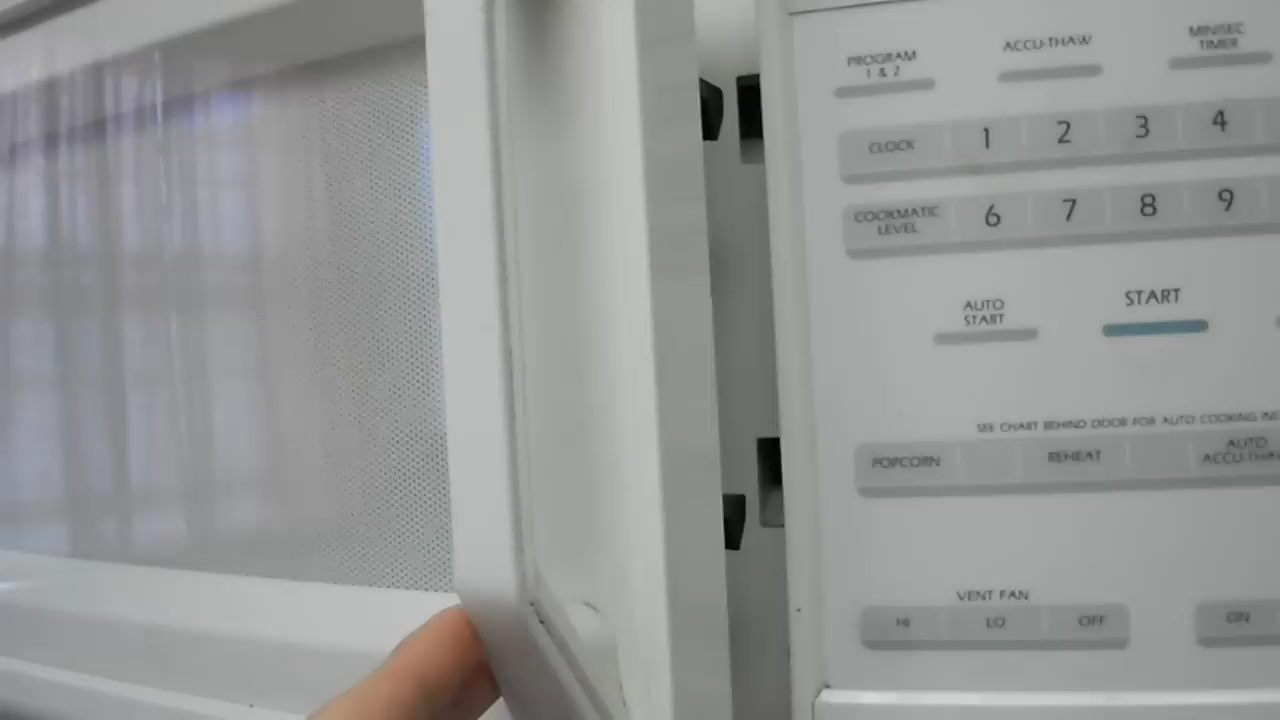 PROGRAM
1 & 2
ACCU-THAW
MIN/SEC
TIMER
CLOCK 1 2 3 4
COOKMATIC
LEVEL
6 7 8 9
AUTO
START
START
SEE CHART BEHIND DOOR FOR AUTO COOKING
POPCORN REHEAT AUTO
ACCU-THAW
VENT FAN
HI LO OFF ON